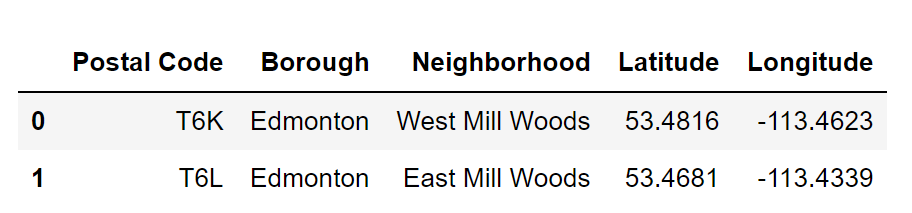 Postal Code Borough Neighborhood Latitude Longitude
0 T6K Edmonton West Mill Woods 53.4816 -113.4623
1 T6L Edmonton East Mill Woods 53.4681 -113.4339